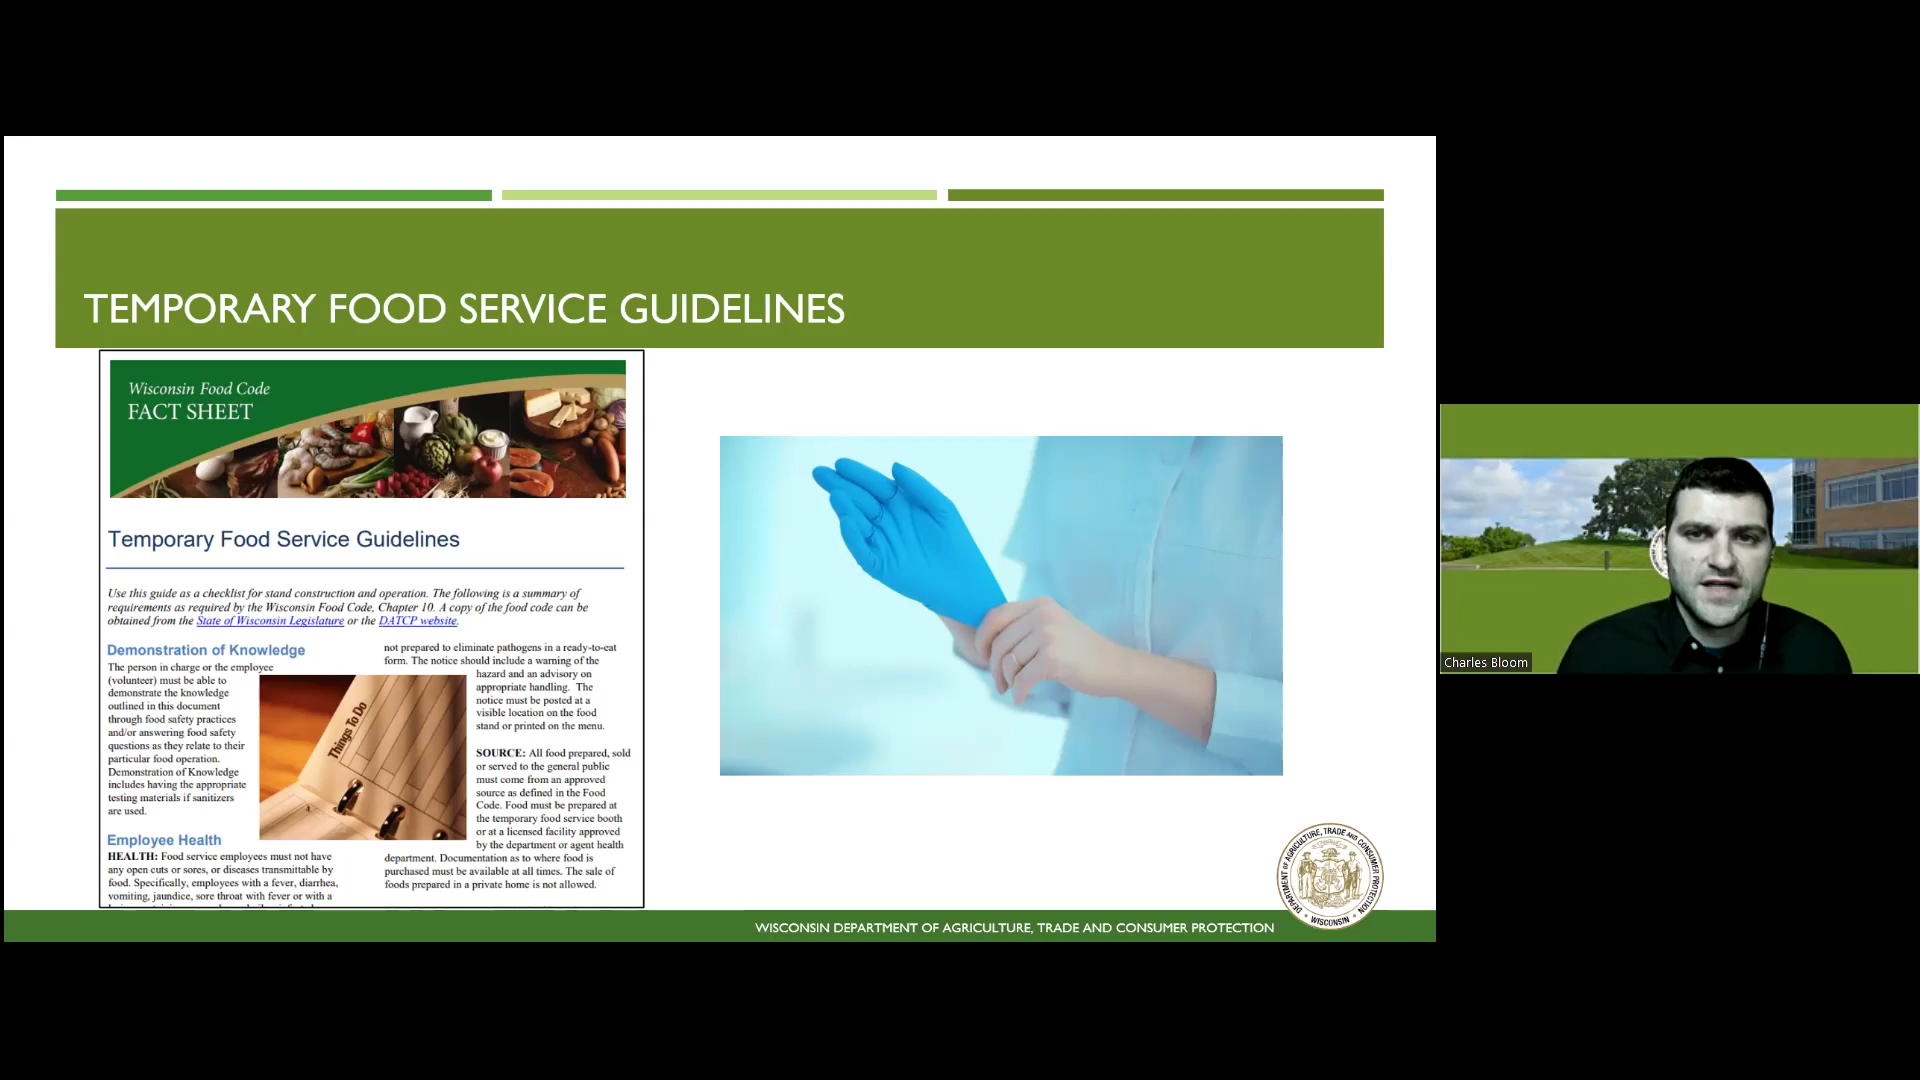 TEMPORARY FOOD SERVICE GUIDELINES
Wisconsin Food Code
FACT SHEET
Temporary Food Service Guidelines
Use this guide as a checklist for stand construction and operation. The following is a summary of
requirements as required by the Wisconsin Food Code, Chapter 10. A copy of the food code can be
obtained from the State of Wisconsin Legislature or the DATCP website.
Demonstration of Knowledge
The person in charge or the employee
(volunteer) must be able to
demonstrate the knowledge
outlined in this document
through food safety practices
and/or answering food safety
questions as they relate to their
particular food operation.
Demonstration of Knowledge
includes having the appropriate
testing materials if sanitizers
are used.
Employee Health
HEALTH: Food service employees must not have
any open cuts or sores, or diseases transmittable by
food. Specifically, employees with a fever, diarrhea,
vomiting, jaundice, sore throat with fever or with a
Things To Do
not prepared to eliminate pathogens in a ready-to-eat
form. The notice should include a warning of the
hazard and an advisory on
appropriate handling. The
notice must be posted at a
visible location on the food
stand or printed on the menu.
SOURCE: All food prepared, sold
or served to the general public
must come from an approved
source as defined in the Food
Code. Food must be prepared at
the temporary food service booth
or at a licensed facility approved
by the department or agent health
department. Documentation as to where food is
purchased must be available at all times. The sale of
foods prepared in a private home is not allowed.
DEPARTMENT OF AGRICULTURE, TRADE AND CONSUMER PROTECTION
WISCONSIN
WISCONSIN DEPARTMENT OF AGRICULTURE, TRADE AND CONSUMER PROTECTION
Charles Bloom